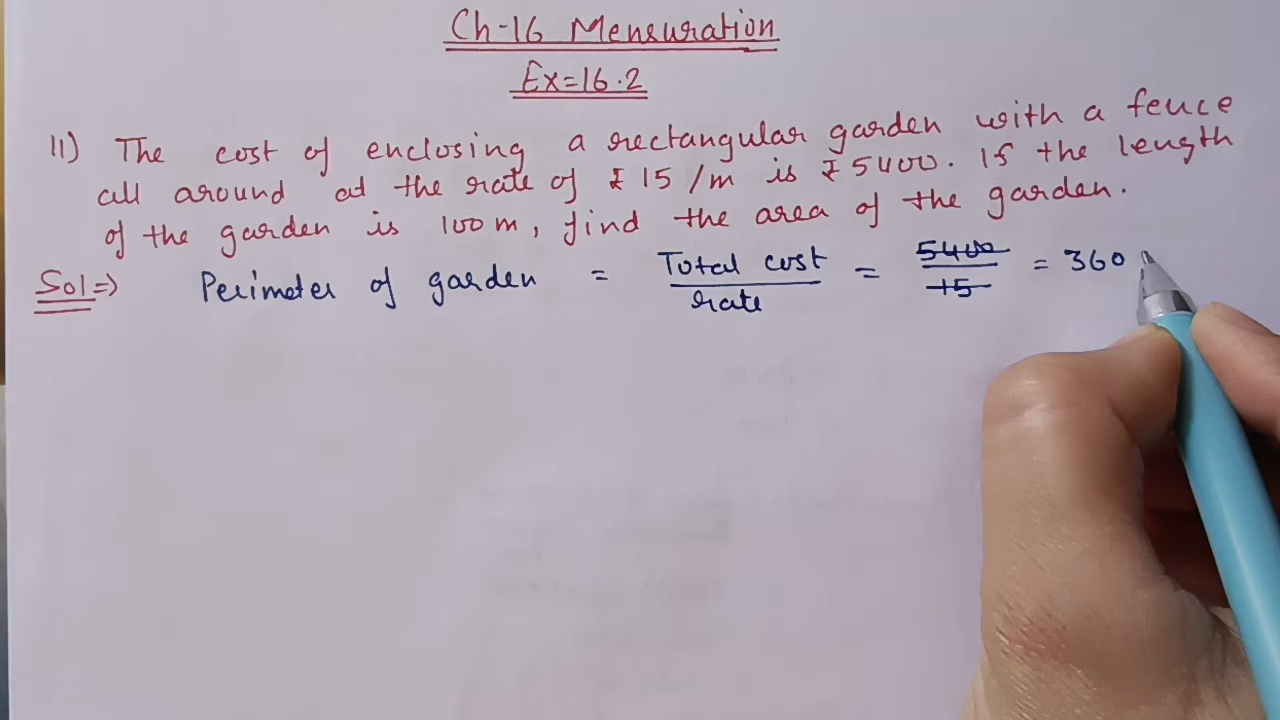 Ch-16 Mensuration
Ex=16.2
11) The cost of enclosing a rectangular garden with a fence
all around at the rate of ₹15/m is ₹5400. If the length
of the garden is 100m, find the area of the garden.
Sol=> Perimeter of garden = Total cost / rate = 5400 / 15 = 360